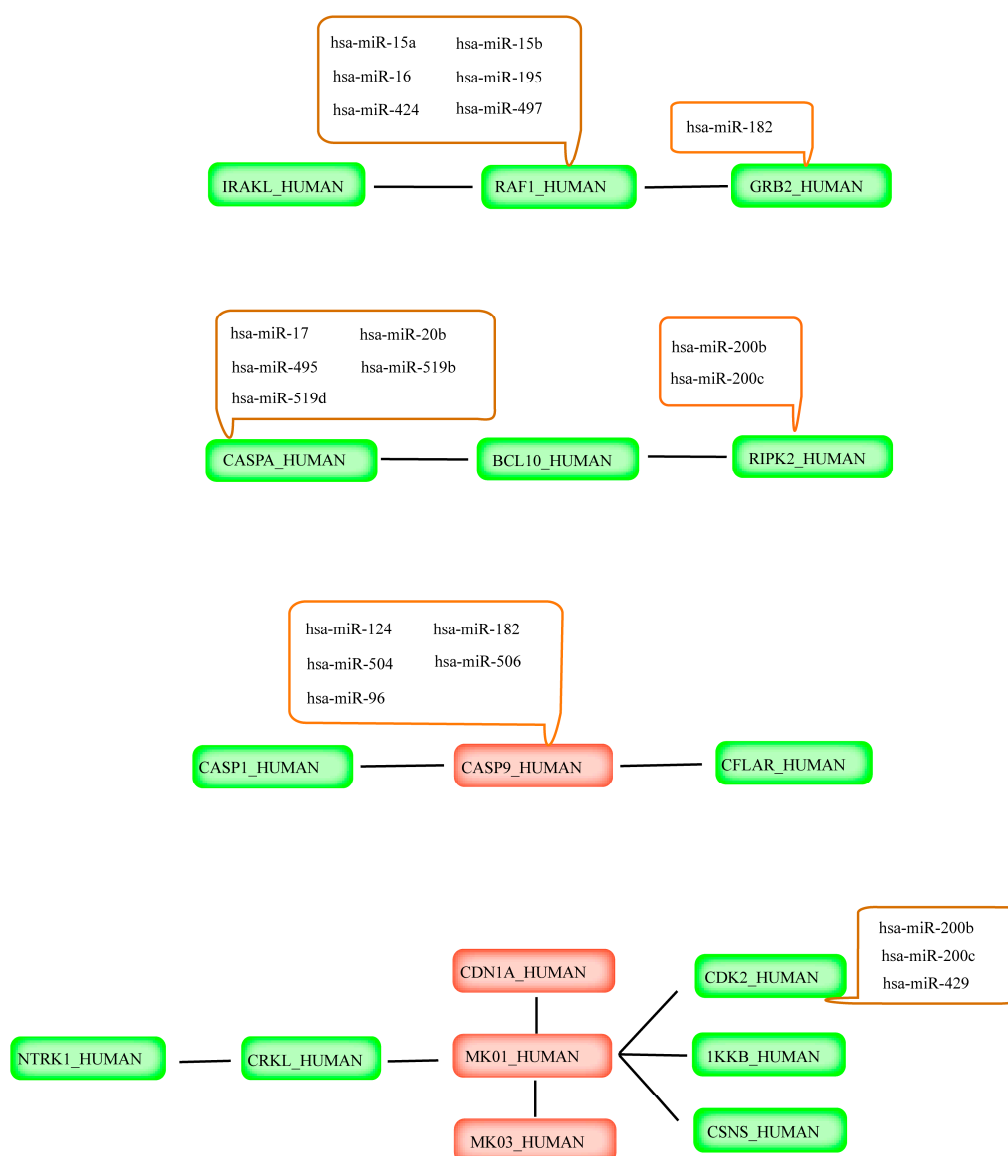 hsa-miR-15a hsa-miR-15b
hsa-miR-16 hsa-miR-195
hsa-miR-424 hsa-miR-497
hsa-miR-182
IRAKL_HUMAN RAF1_HUMAN GRB2_HUMAN
hsa-miR-17 hsa-miR-20b
hsa-miR-495 hsa-miR-519b
hsa-miR-519d
hsa-miR-200b
hsa-miR-200c
CASPA_HUMAN BCL10_HUMAN RIPK2_HUMAN
hsa-miR-124 hsa-miR-182
hsa-miR-504 hsa-miR-506
hsa-miR-96
CASP1_HUMAN CASP9_HUMAN CFLAR_HUMAN
hsa-miR-200b
hsa-miR-200c
hsa-miR-429
CDN1A_HUMAN CDK2_HUMAN
NTRK1_HUMAN CRKL_HUMAN MK01_HUMAN 1KKB_HUMAN
MK03_HUMAN CSNS_HUMAN